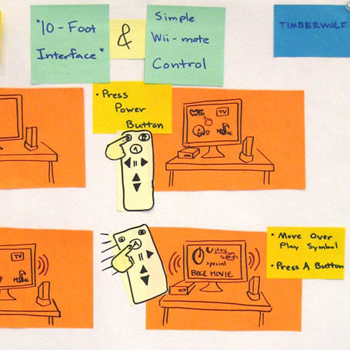 "10-Foot
Interface"
&
Simple
Wii-mote
Control
TIMBERWOLF
• Press
Power
Button
TV
A
TV
A
special
BIKE MOVIE
• Move Over
Play Symbol
• Press A Button